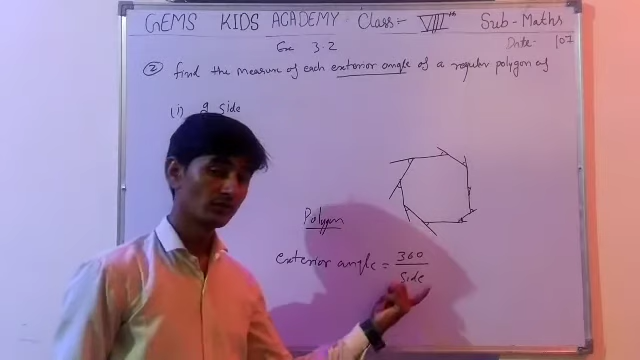 GEMS KIDS ACADEMY Class:- VIII th Sub-Maths
Ex 3.2 Date-
② find the measure of each exterior angle of a regular polygon of
(i) 9 side
Polygon
exterior angle = 360
side